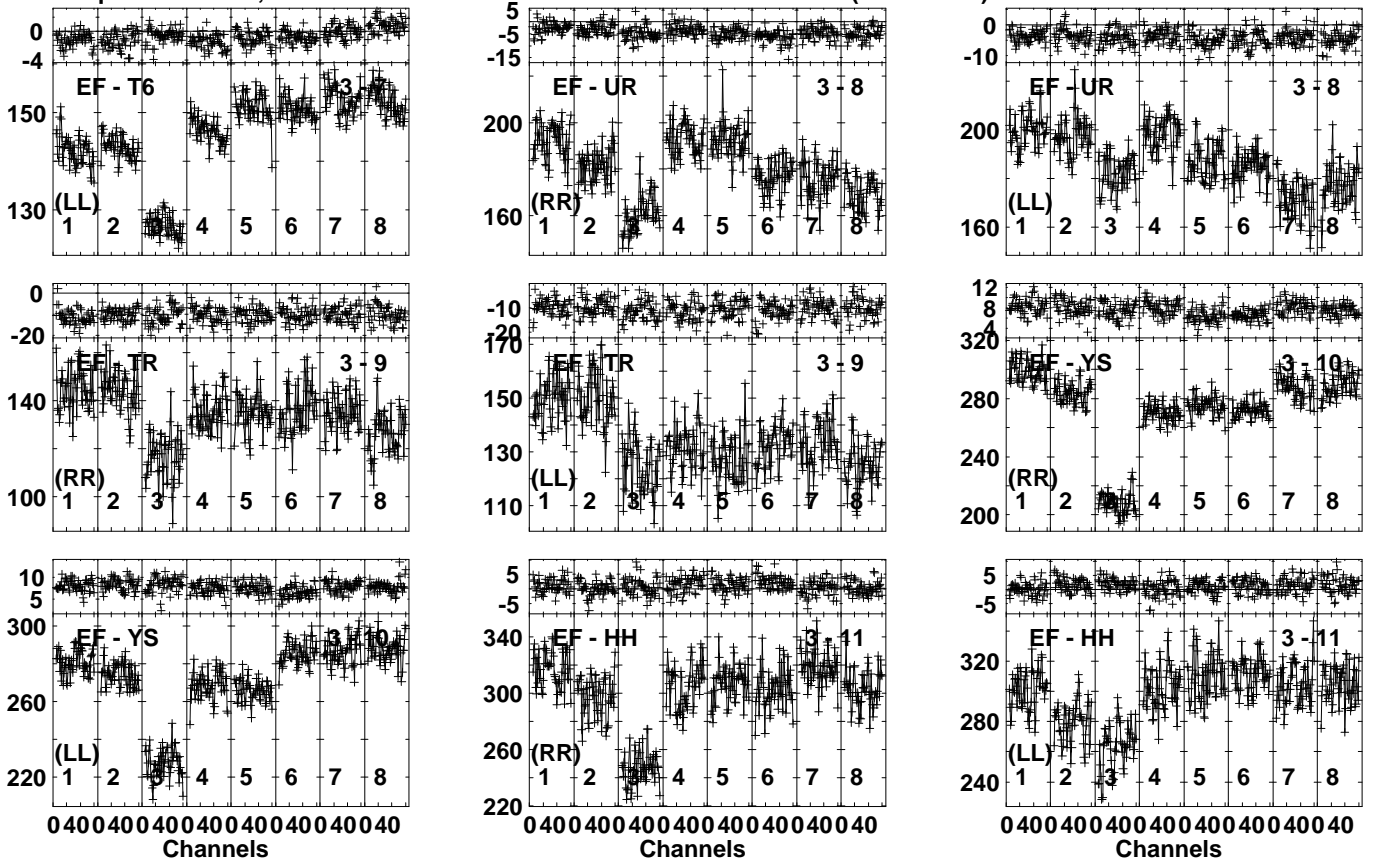 5 0
0 -5 -10
-4 -15
EF - T6 3 - 7 EF - UR 3 - 8 EF - UR 3 - 8
150 200 200
130 (LL) 160 (RR) 160 (LL)
1 2 3 4 5 6 7 8 1 2 3 4 5 6 7 8 1 2 3 4 5 6 7 8
0 -10 12
-20 -20 8
4
EF - TR 3 - 9 170 EF - TR 3 - 9 320 EF - YS 3 - 10
140 150 280
130 240
100 (RR) 110 (LL) 200 (RR)
1 2 3 4 5 6 7 8 1 2 3 4 5 6 7 8 1 2 3 4 5 6 7 8
10 5 5
5 -5 -5
300 EF - YS 3 - 10 340 EF - HH 3 - 11 320 EF - HH 3 - 11
260 300 280
220 (LL) 260 (RR) 240 (LL)
220
1 2 3 4 5 6 7 8 1 2 3 4 5 6 7 8 1 2 3 4 5 6 7 8
0 40 0 40 0 40 0 40 0 40 0 40 0 40 0 40 0 40 0 40 0 40 0 40 0 40 0 40 0 40 0 40 0 40 0 40 0 40 0 40 0 40 0 40 0 40 0 40
Channels Channels Channels